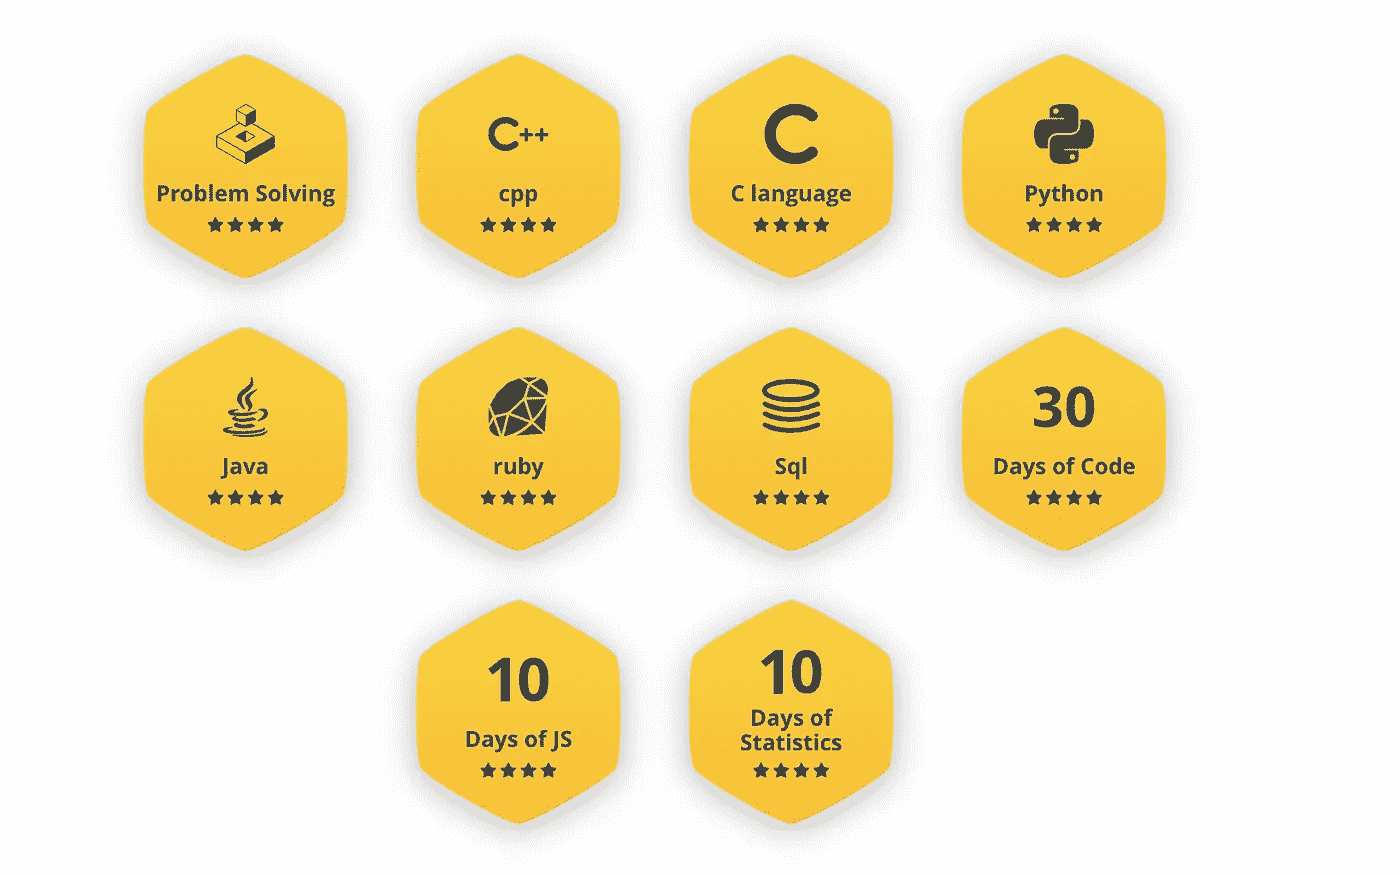 C++
C
Problem Solving
cpp
C language
Python
30
Java
ruby
Sql
Days of Code
10
Days of JS
10
Days of
Statistics